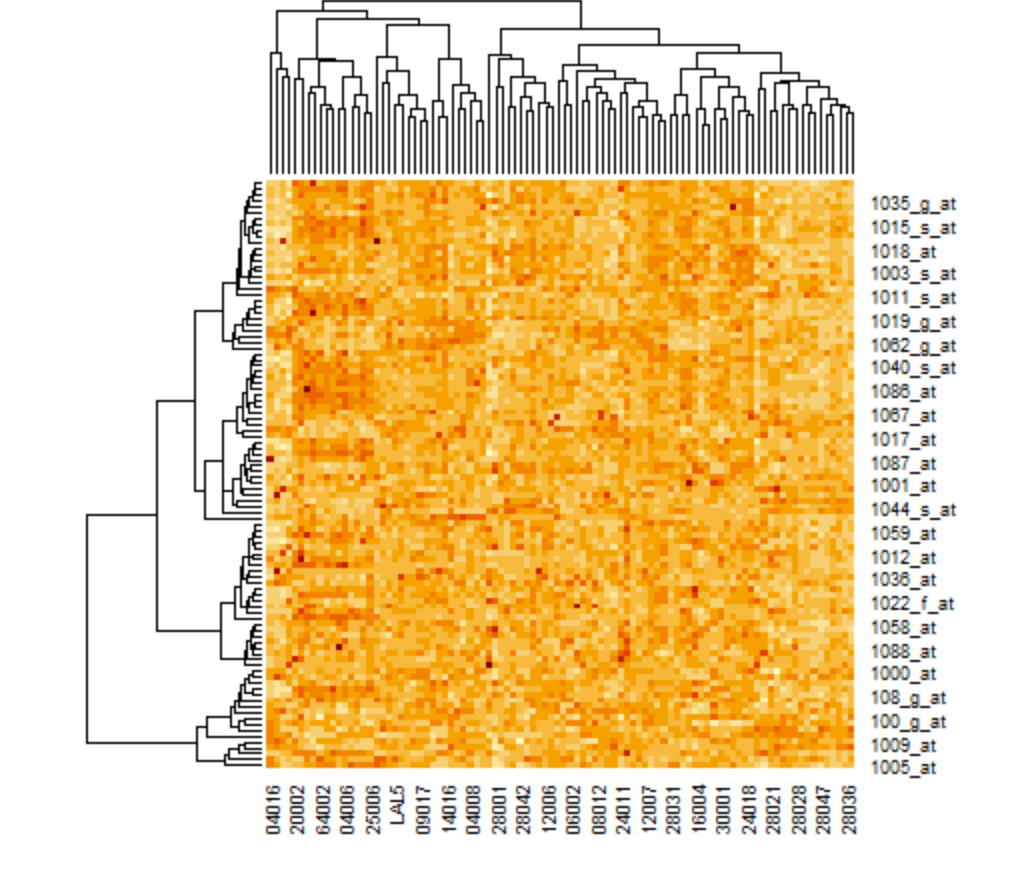 1035_g_at
1015_s_at
1018_at
1003_s_at
1011_s_at
1019_g_at
1062_g_at
1040_s_at
1086_at
1067_at
1017_at
1087_at
1001_at
1044_s_at
1059_at
1012_at
1036_at
1022_f_at
1058_at
1088_at
1000_at
108_g_at
100_g_at
1009_at
1005_at
04016
20002
64002
04006
25006
LAL5
09017
14016
04008
28001
28042
12006
06002
08012
24011
12007
28031
16004
30001
24018
28021
28028
28047
28036